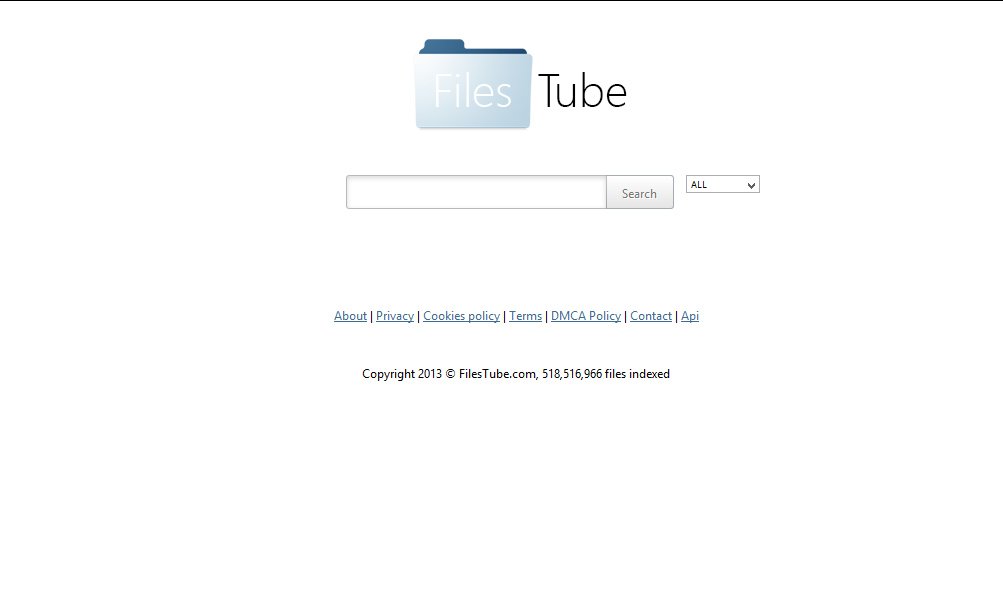 Files Tube
Search ALL
About | Privacy | Cookies policy | Terms | DMCA Policy | Contact | Api
Copyright 2013 © FilesTube.com, 518,516,966 files indexed